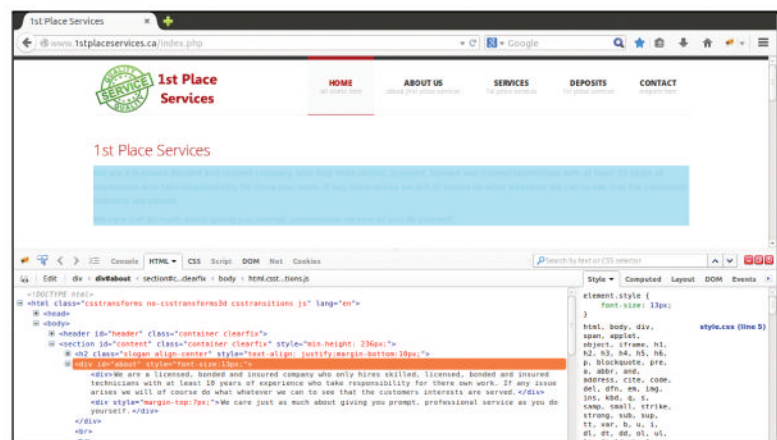 1st Place Services
www.1stplaceservices.ca/index.php
Google
QUALITY
SERVICE
QUALITY
1st Place
Services
HOME ABOUT US SERVICES DEPOSITS CONTACT
1st Place Services
Console HTML CSS Script DOM Net Cookies
Search by text or CSS selector
Edit div < div#about < section#c...clearfix < body < html.csst...tions.js
Style Computed Layout DOM Events
<!DOCTYPE html>
<html class="csstransforms no-csstransforms3d csstransitions js" lang="en">
<head>
<body>
<header id="header" class="container clearfix">
<section id="content" class="container clearfix" style="min-height: 236px;">
<h2 class="slogan align-center" style="text-align: justify;margin-bottom:10px;">
<div id="about" style="font-size:13px;">
<div>We are a licensed, bonded and insured company who only hires skilled, licensed, bonded and insured
technicians with at least 10 years of experience who take responsibility for there own work. If any issue
arises we will of course do what whatever we can to see that the customers interests are served.</div>
<div style="margin-top:7px;">We care just as much about giving you prompt, professional service as you do
yourself.</div>
</div>
<br>
element.style {
font-size: 13px;
}
html, body, div, style.css (line 5)
span, applet,
object, iframe, h1,
h2, h3, h4, h5, h6,
p, blockquote, pre,
a, abbr, and,
address, cite, code,
del, dfn, em, img,
ins, kbd, q, s,
samp, small, strike,
strong, sub, sup,
tt, var, b, u, i,
dl, dt, dd, ol, ul,